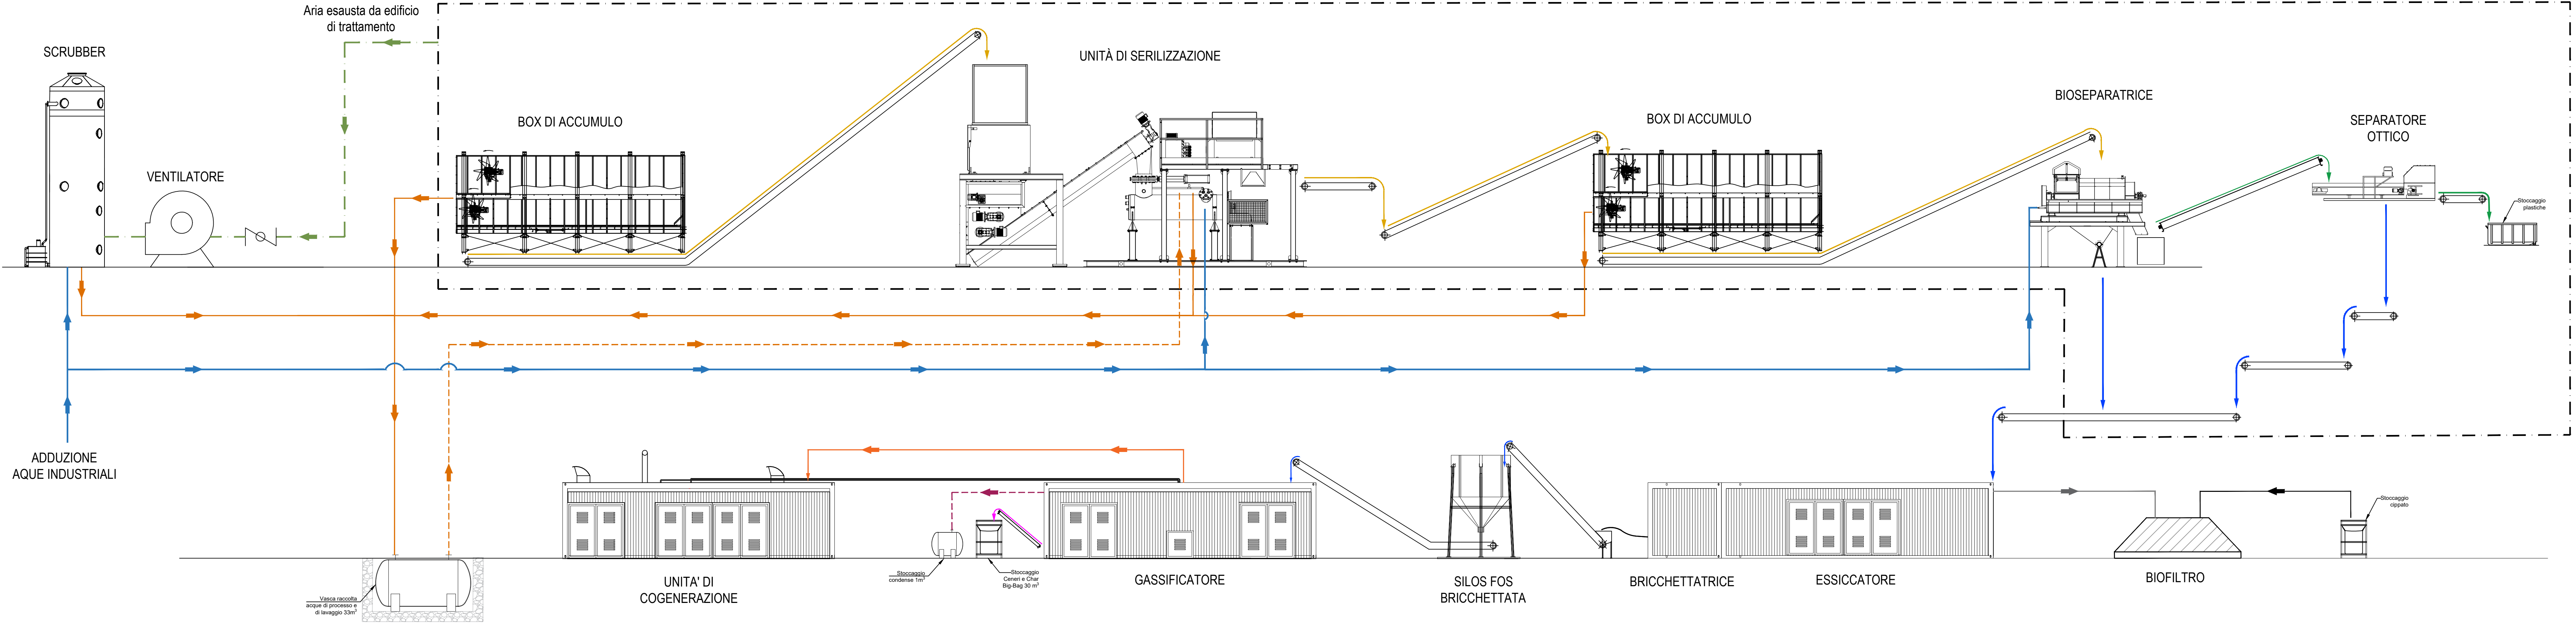 Aria esausta da edificio
di trattamento
SCRUBBER
UNITÀ DI SERILIZZAZIONE
BIOSEPARATRICE
BOX DI ACCUMULO
BOX DI ACCUMULO
SEPARATORE
OTTICO
VENTILATORE
Stoccaggio
plastiche
ADDUZIONE
AQUE INDUSTRIALI
Stoccaggio
cippato
Stoccaggio
condense 1m³
Stoccaggio
Ceneri e Char
Big-Bag 30 m³
GASSIFICATORE
UNITA' DI
COGENERAZIONE
SILOS FOS
BRICCHETTATA
BRICCHETTATRICE
ESSICCATORE
BIOFILTRO
Vasca raccolta
acque di processo e
di lavaggio 33m³